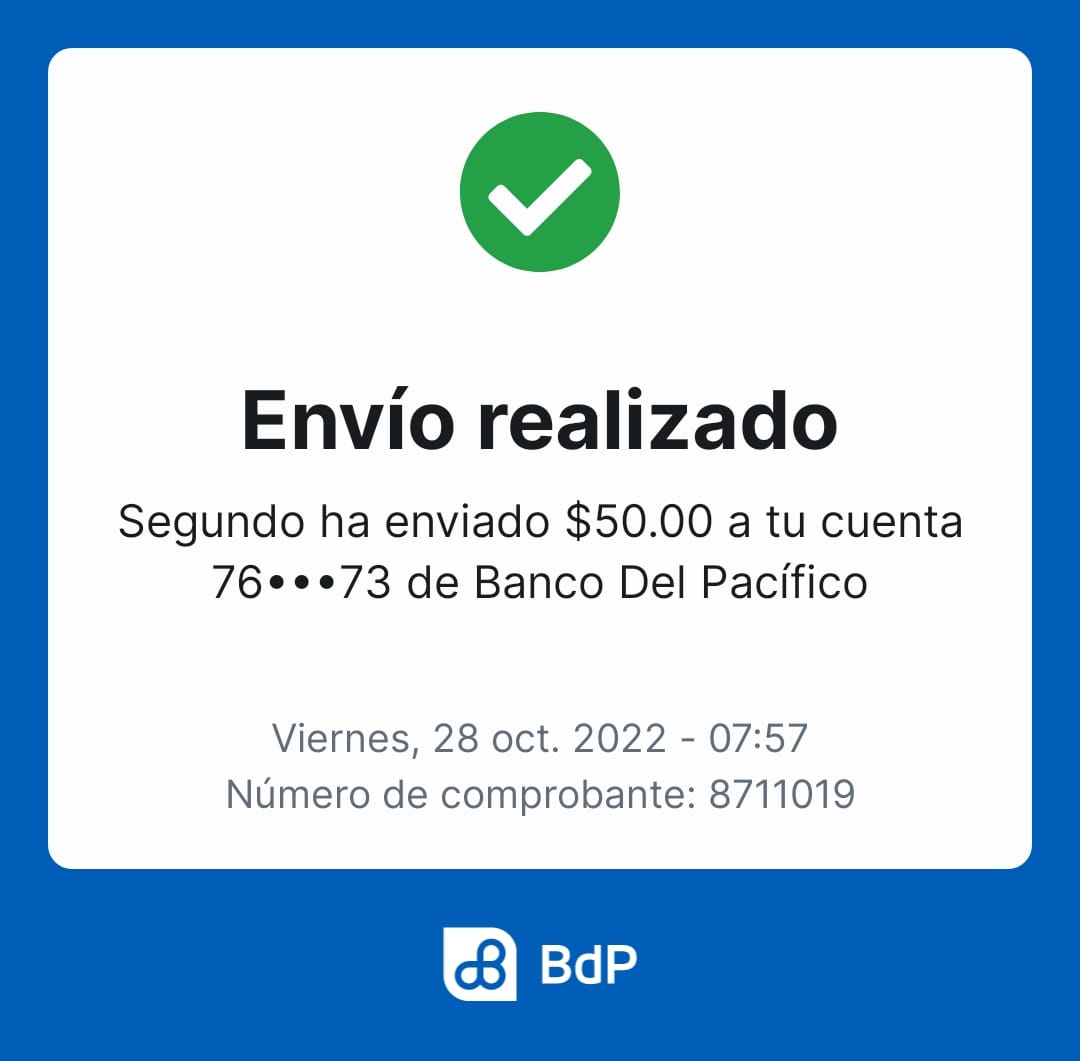 Envío realizado
Segundo ha enviado $50.00 a tu cuenta
76•••73 de Banco Del Pacífico
Viernes, 28 oct. 2022 - 07:57
Número de comprobante: 8711019
BdP